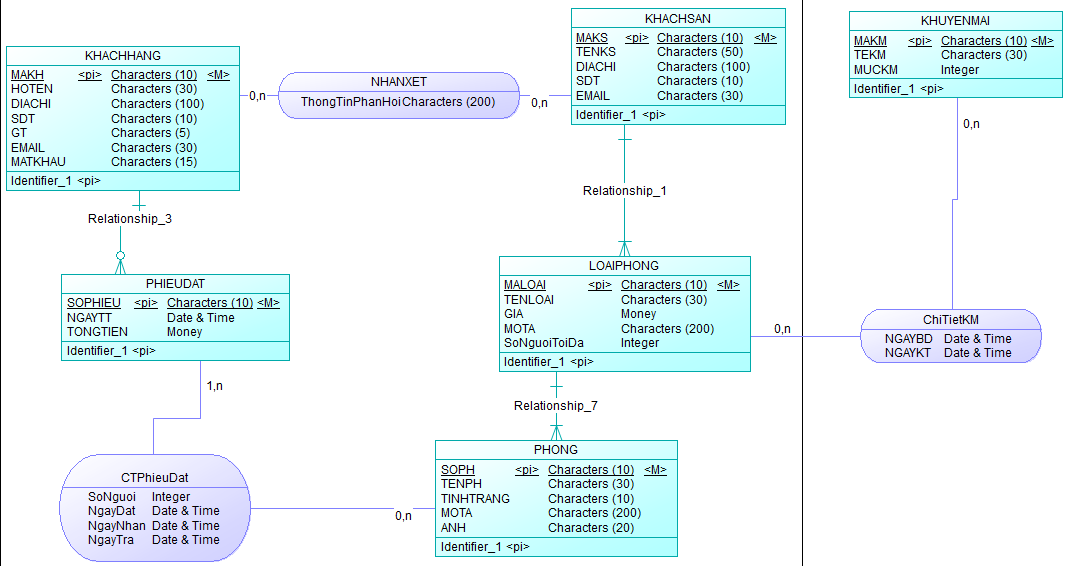 KHACHHANG
MAKH <pi> Characters (10) <M>
HOTEN Characters (30)
DIACHI Characters (100)
SDT Characters (10)
GT Characters (5)
EMAIL Characters (30)
MATKHAU Characters (15)
Identifier_1 <pi>
0,n
NHANXET
ThongTinPhanHoi Characters (200)
0,n
KHACHSAN
MAKS <pi> Characters (10) <M>
TENKS Characters (50)
DIACHI Characters (100)
SDT Characters (10)
EMAIL Characters (30)
Identifier_1 <pi>
KHUYENMAI
MAKM <pi> Characters (10) <M>
TEKM Characters (30)
MUCKM Integer
Identifier_1 <pi>
0,n
Relationship_3
Relationship_1
PHIEUDAT
SOPHIEU <pi> Characters (10) <M>
NGAYTT Date & Time
TONGTIEN Money
Identifier_1 <pi>
1,n
LOAIPHONG
MALOAI <pi> Characters (10) <M>
TENLOAI Characters (30)
GIA Money
MOTA Characters (200)
SoNguoiToiDa Integer
Identifier_1 <pi>
0,n
ChiTietKM
NGAYBD Date & Time
NGAYKT Date & Time
Relationship_7
CTPhieuDat
SoNguoi Integer
NgayDat Date & Time
NgayNhan Date & Time
NgayTra Date & Time
0,n
PHONG
SOPH <pi> Characters (10) <M>
TENPH Characters (30)
TINHTRANG Characters (10)
MOTA Characters (200)
ANH Characters (20)
Identifier_1 <pi>